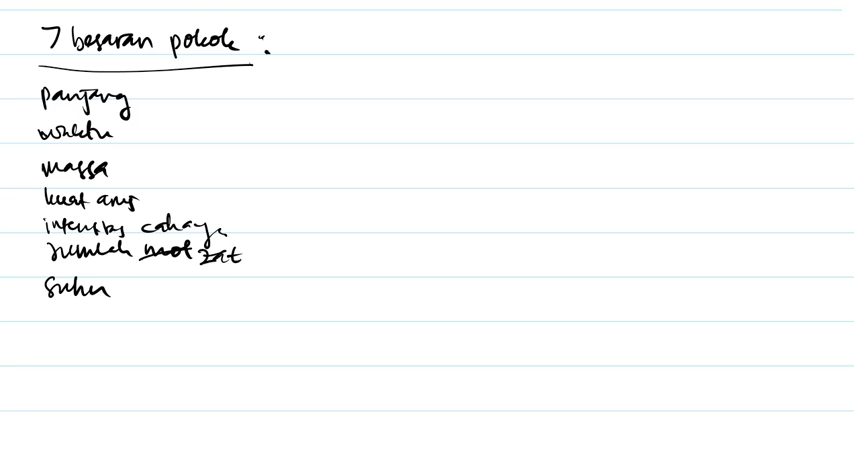 7 besaran pokok :
panjang
waktu
massa
kuat arus
intensitas cahaya
Jumlah mol zat
Suhu